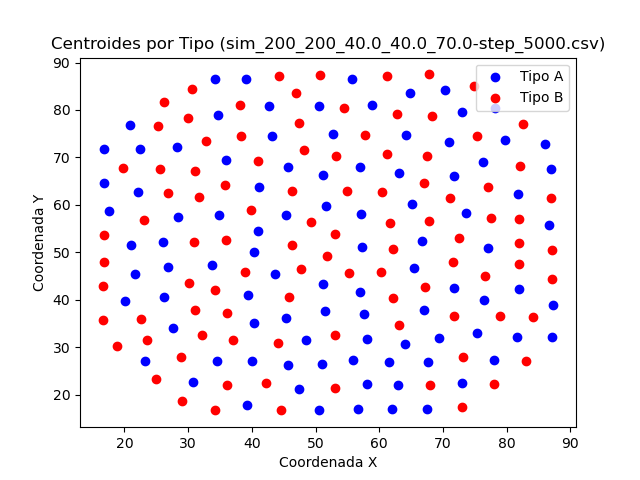 Centroides por Tipo (sim_200_200_40.0_40.0_70.0-step_5000.csv)
Tipo A
Tipo B
90
80
70
60
50
40
30
20
Coordenada Y
20 30 40 50 60 70 80 90
Coordenada X